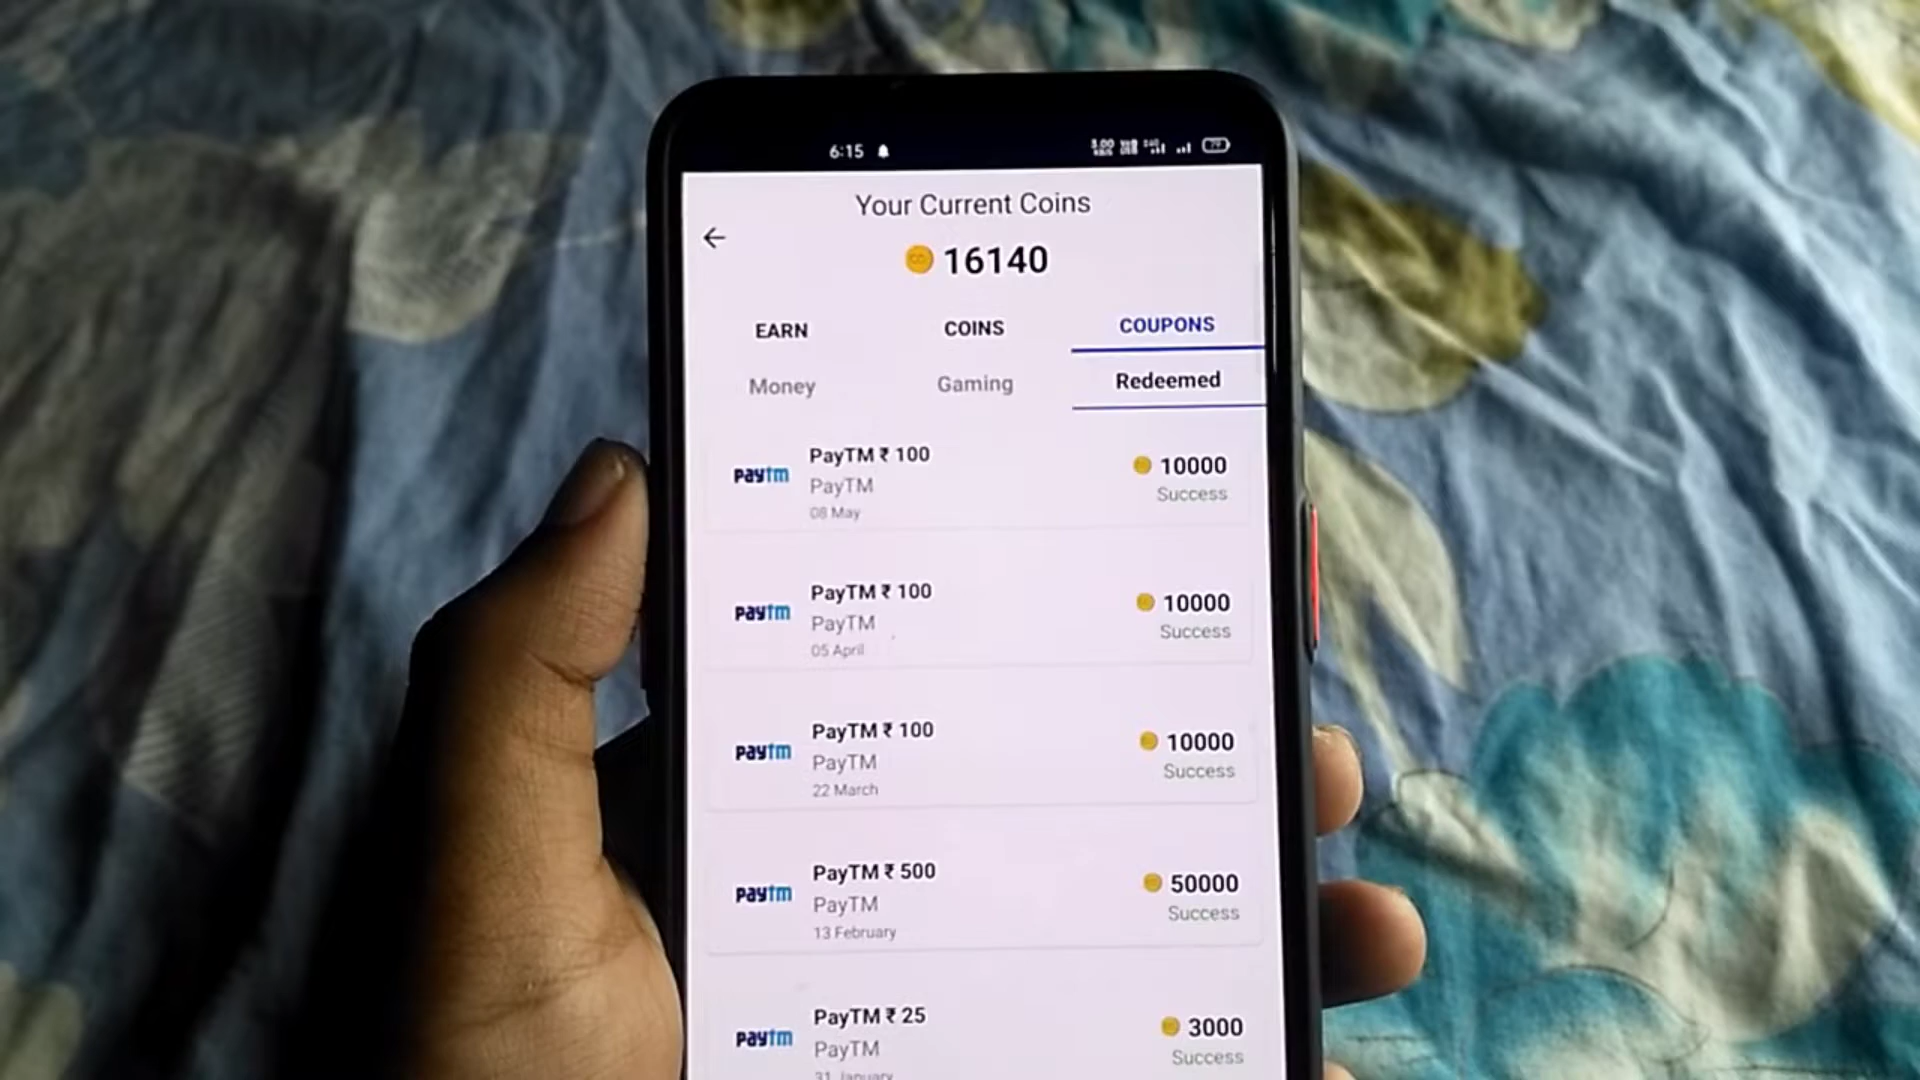 6:15
Your Current Coins
16140
EARN COINS COUPONS
Money Gaming Redeemed
paytm
PayTM ₹ 100
PayTM
08 May
10000
Success
paytm
PayTM ₹ 100
PayTM
05 April
10000
Success
paytm
PayTM ₹ 100
PayTM
22 March
10000
Success
paytm
PayTM ₹ 500
PayTM
13 February
50000
Success
paytm
PayTM ₹ 25
PayTM
31 January
3000
Success